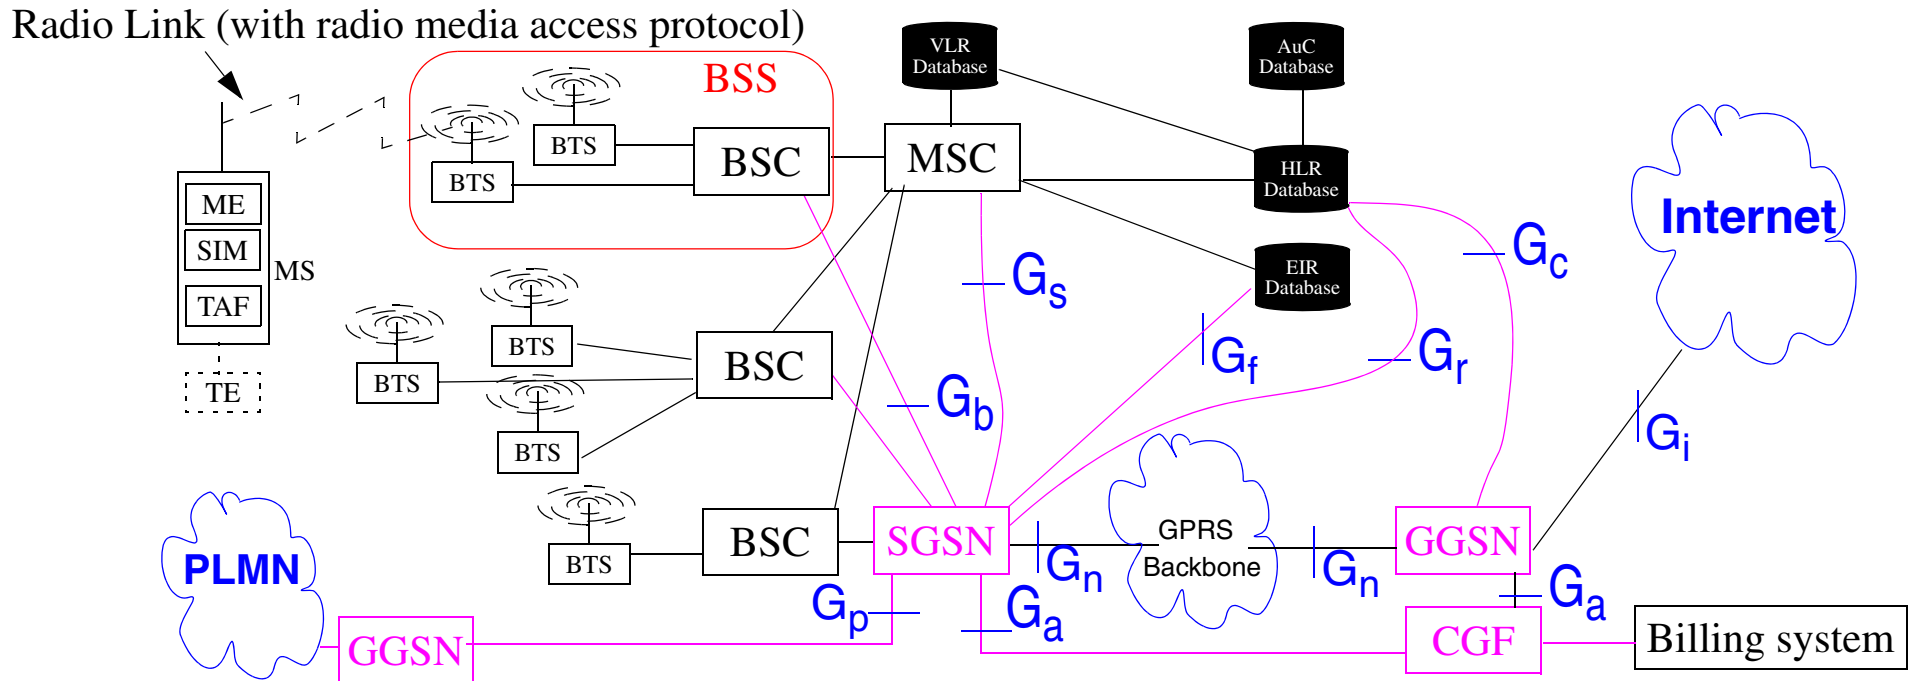 Radio Link (with radio media access protocol)
BSS
VLR
Database
AuC
Database
BTS
BTS
BSC
MSC
HLR
Database
Internet
ME
SIM
TAF
MS
TE
EIR
Database
Gs
Gc
Gf
Gr
Gb
Gi
BTS
BTS
BTS
BSC
BTS
BSC
SGSN
Gn
GPRS
Backbone
Gn
GGSN
PLMN
GGSN
Gp
Ga
Ga
CGF
Billing system